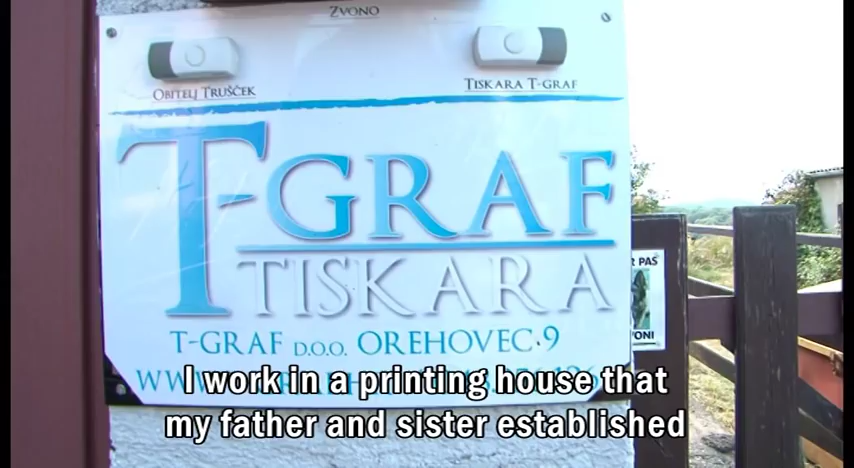 ZVONO
OBITELJ TRUŠČEK
TISKARA T-GRAF
T-GRAF
TISKARA
T-GRAF D.O.O. OREHOVEC 9
PAS
I work in a printing house that
my father and sister established